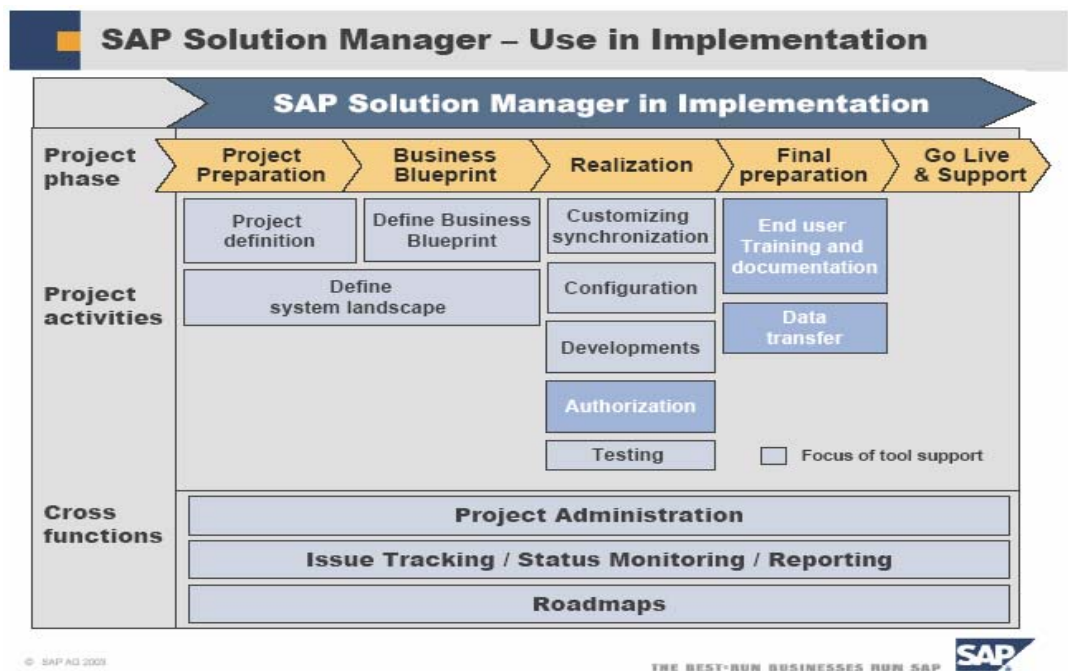 SAP Solution Manager – Use in Implementation
SAP Solution Manager in Implementation
Project
phase
Project
Preparation
Business
Blueprint
Realization
Final
preparation
Go Live
& Support
Project
activities
Project
definition
Define Business
Blueprint
Define
system landscape
Customizing
synchronization
Configuration
Developments
Authorization
Testing
End user
Training and
documentation
Data
transfer
Focus of tool support
Cross
functions
Project Administration
Issue Tracking / Status Monitoring / Reporting
Roadmaps
© SAP AG 2003
THE BEST-RUN BUSINESSES RUN SAP
SAP